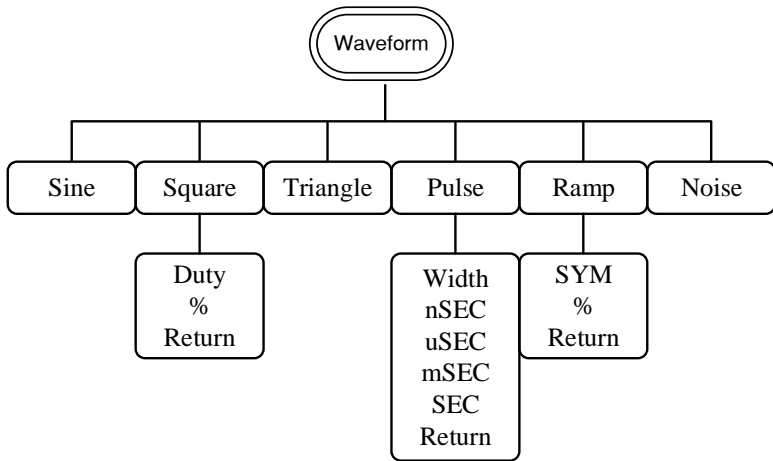 Waveform
Sine
Square
Triangle
Pulse
Ramp
Noise
Duty
%
Return
Width
nSEC
uSEC
mSEC
SEC
Return
SYM
%
Return